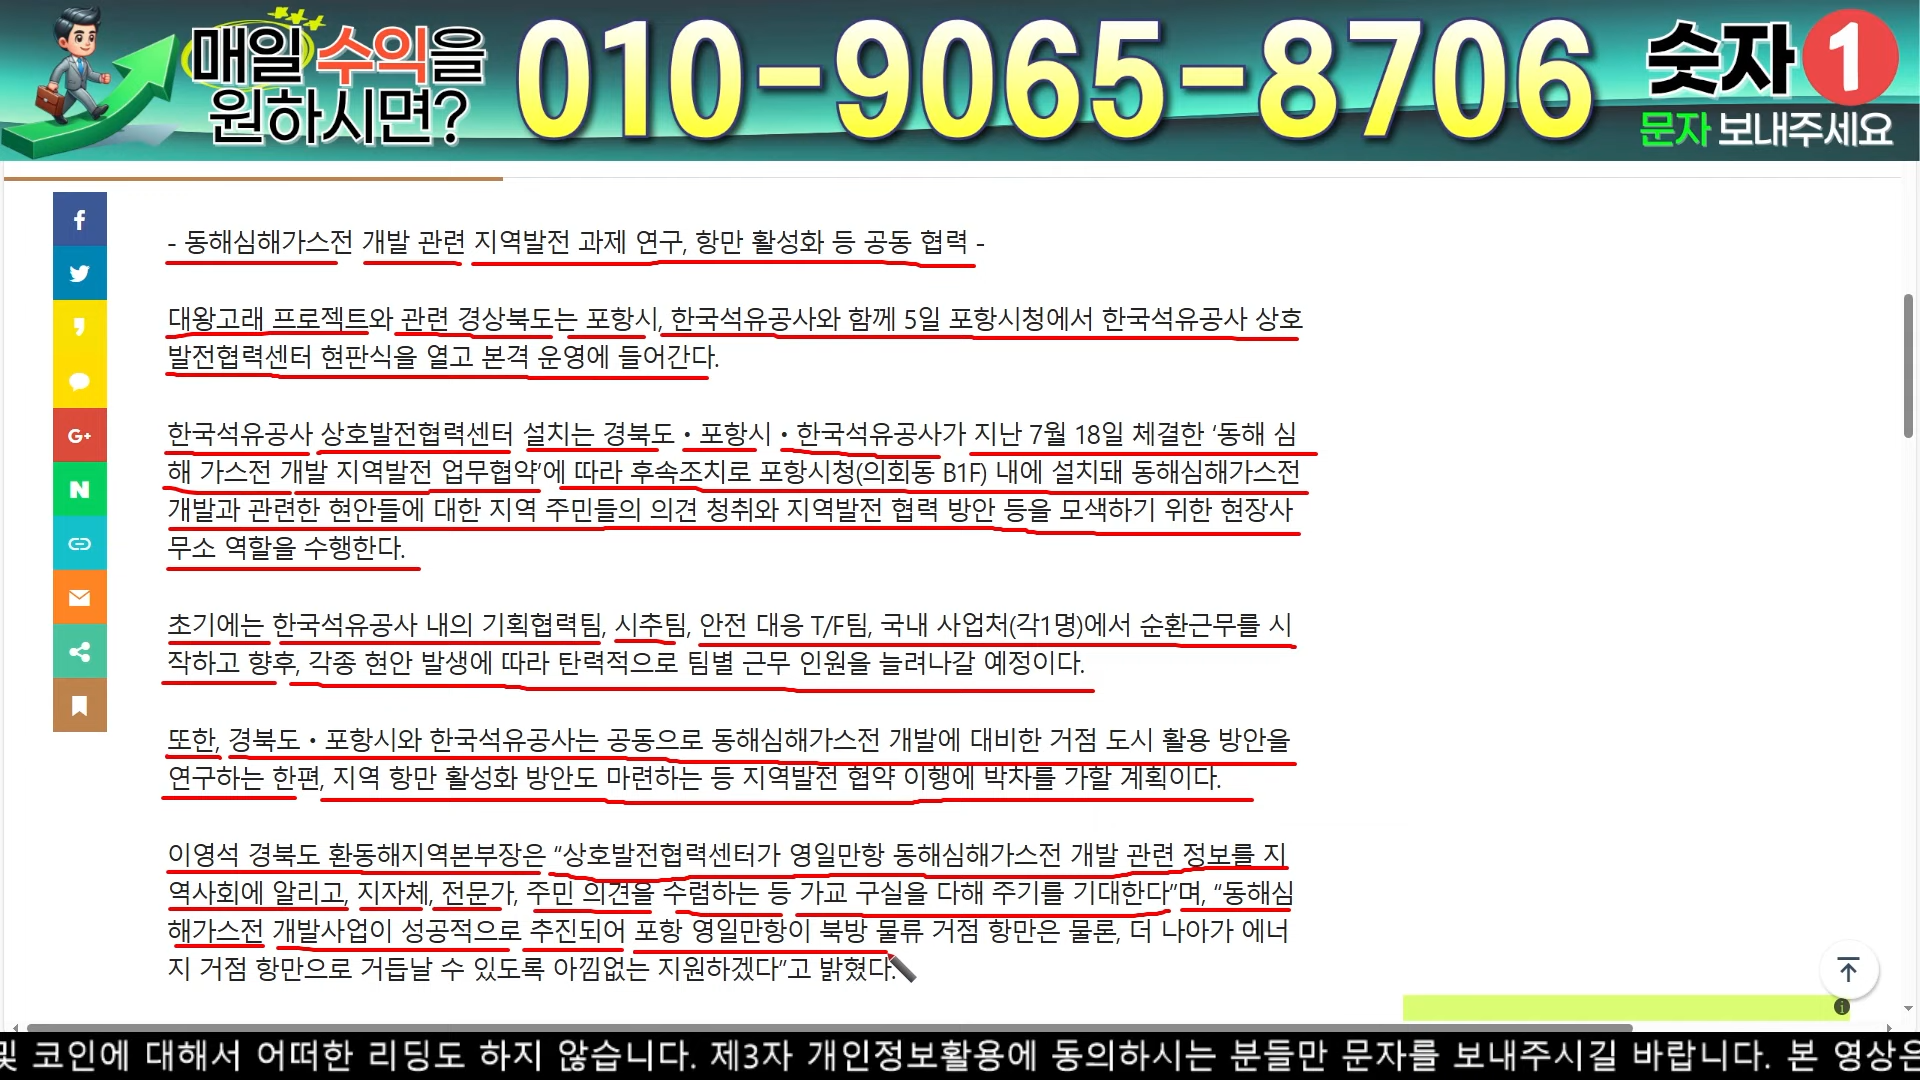 매일 수익을
원하시면?
010-9065-8706
숫자 1
문자 보내주세요
- 동해심해가스전 개발 관련 지역발전 과제 연구, 항만 활성화 등 공동 협력 -
대왕고래 프로젝트와 관련 경상북도는 포항시, 한국석유공사와 함께 5일 포항시청에서 한국석유공사 상호
발전협력센터 현판식을 열고 본격 운영에 들어간다.
한국석유공사 상호발전협력센터 설치는 경북도·포항시·한국석유공사가 지난 7월 18일 체결한 ‘동해 심
해 가스전 개발 지역발전 업무협약’에 따라 후속조치로 포항시청(의회동 B1F) 내에 설치돼 동해심해가스전
개발과 관련한 현안들에 대한 지역 주민들의 의견 청취와 지역발전 협력 방안 등을 모색하기 위한 현장사
무소 역할을 수행한다.
초기에는 한국석유공사 내의 기획협력팀, 시추팀, 안전 대응 T/F팀, 국내 사업처(각1명)에서 순환근무를 시
작하고 향후, 각종 현안 발생에 따라 탄력적으로 팀별 근무 인원을 늘려나갈 예정이다.
또한, 경북도·포항시와 한국석유공사는 공동으로 동해심해가스전 개발에 대비한 거점 도시 활용 방안을
연구하는 한편, 지역 항만 활성화 방안도 마련하는 등 지역발전 협약 이행에 박차를 가할 계획이다.
이영석 경북도 환동해지역본부장은 “상호발전협력센터가 영일만항 동해심해가스전 개발 관련 정보를 지
역사회에 알리고, 지자체, 전문가, 주민 의견을 수렴하는 등 가교 구실을 다해 주기를 기대한다”며, “동해심
해가스전 개발사업이 성공적으로 추진되어 포항 영일만항이 북방 물류 거점 항만은 물론, 더 나아가 에너
지 거점 항만으로 거듭날 수 있도록 아낌없는 지원하겠다”고 밝혔다.
및 코인에 대해서 어떠한 리딩도 하지 않습니다. 제3자 개인정보활용에 동의하시는 분들만 문자를 보내주시길 바랍니다. 본 영상은